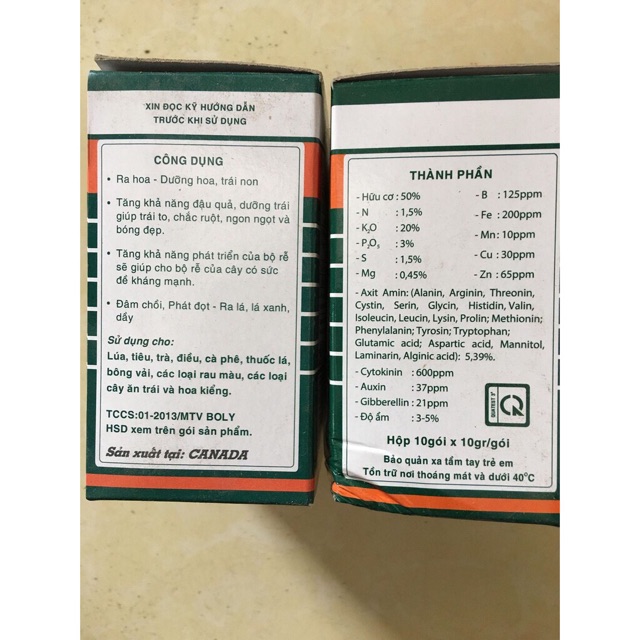 XIN ĐỌC KỸ HƯỚNG DẪN
TRƯỚC KHI SỬ DỤNG
CÔNG DỤNG
• Ra hoa - Dưỡng hoa, trái non
• Tăng khả năng đậu quả, dưỡng trái
giúp trái to, chắc ruột, ngon ngọt và
bóng đẹp.
• Tăng khả năng phát triển của bộ rễ
sẽ giúp cho bộ rễ của cây có sức
đề kháng mạnh.
• Đâm chồi, Phát đọt - Ra lá, lá xanh,
dầy
Sử dụng cho:
Lúa, tiêu, trà, điều, cà phê, thuốc lá,
bông vải, các loại rau màu, các loại
cây ăn trái và hoa kiểng.
TCCS:01-2013/MTV BOLY
HSD xem trên gói sản phẩm.
Sản xuất tại: CANADA
THÀNH PHẦN
- Hữu cơ : 50%
- N : 1,5%
- K₂O : 20%
- P₂O₅ : 3%
- S : 1,5%
- Mg : 0,45%
- B : 125ppm
- Fe : 200ppm
- Mn : 10ppm
- Cu : 30ppm
- Zn : 65ppm
- Axit Amin: (Alanin, Arginin, Threonin,
Cystin, Serin, Glycin, Histidin, Valin,
Isoleucin, Leucin, Lysin, Prolin; Methionin;
Phenylalanin; Tyrosin; Tryptophan;
Glutamic acid; Aspartic acid, Mannitol,
Laminarin, Alginic acid): 5,39%.
- Cytokinin : 600ppm
- Auxin : 37ppm
- Gibberellin : 21ppm
- Độ ẩm : 3-5%
QUATEST 3
Hộp 10gói x 10gr/gói
Bảo quản xa tầm tay trẻ em
Tồn trữ nơi thoáng mát và dưới 40°C